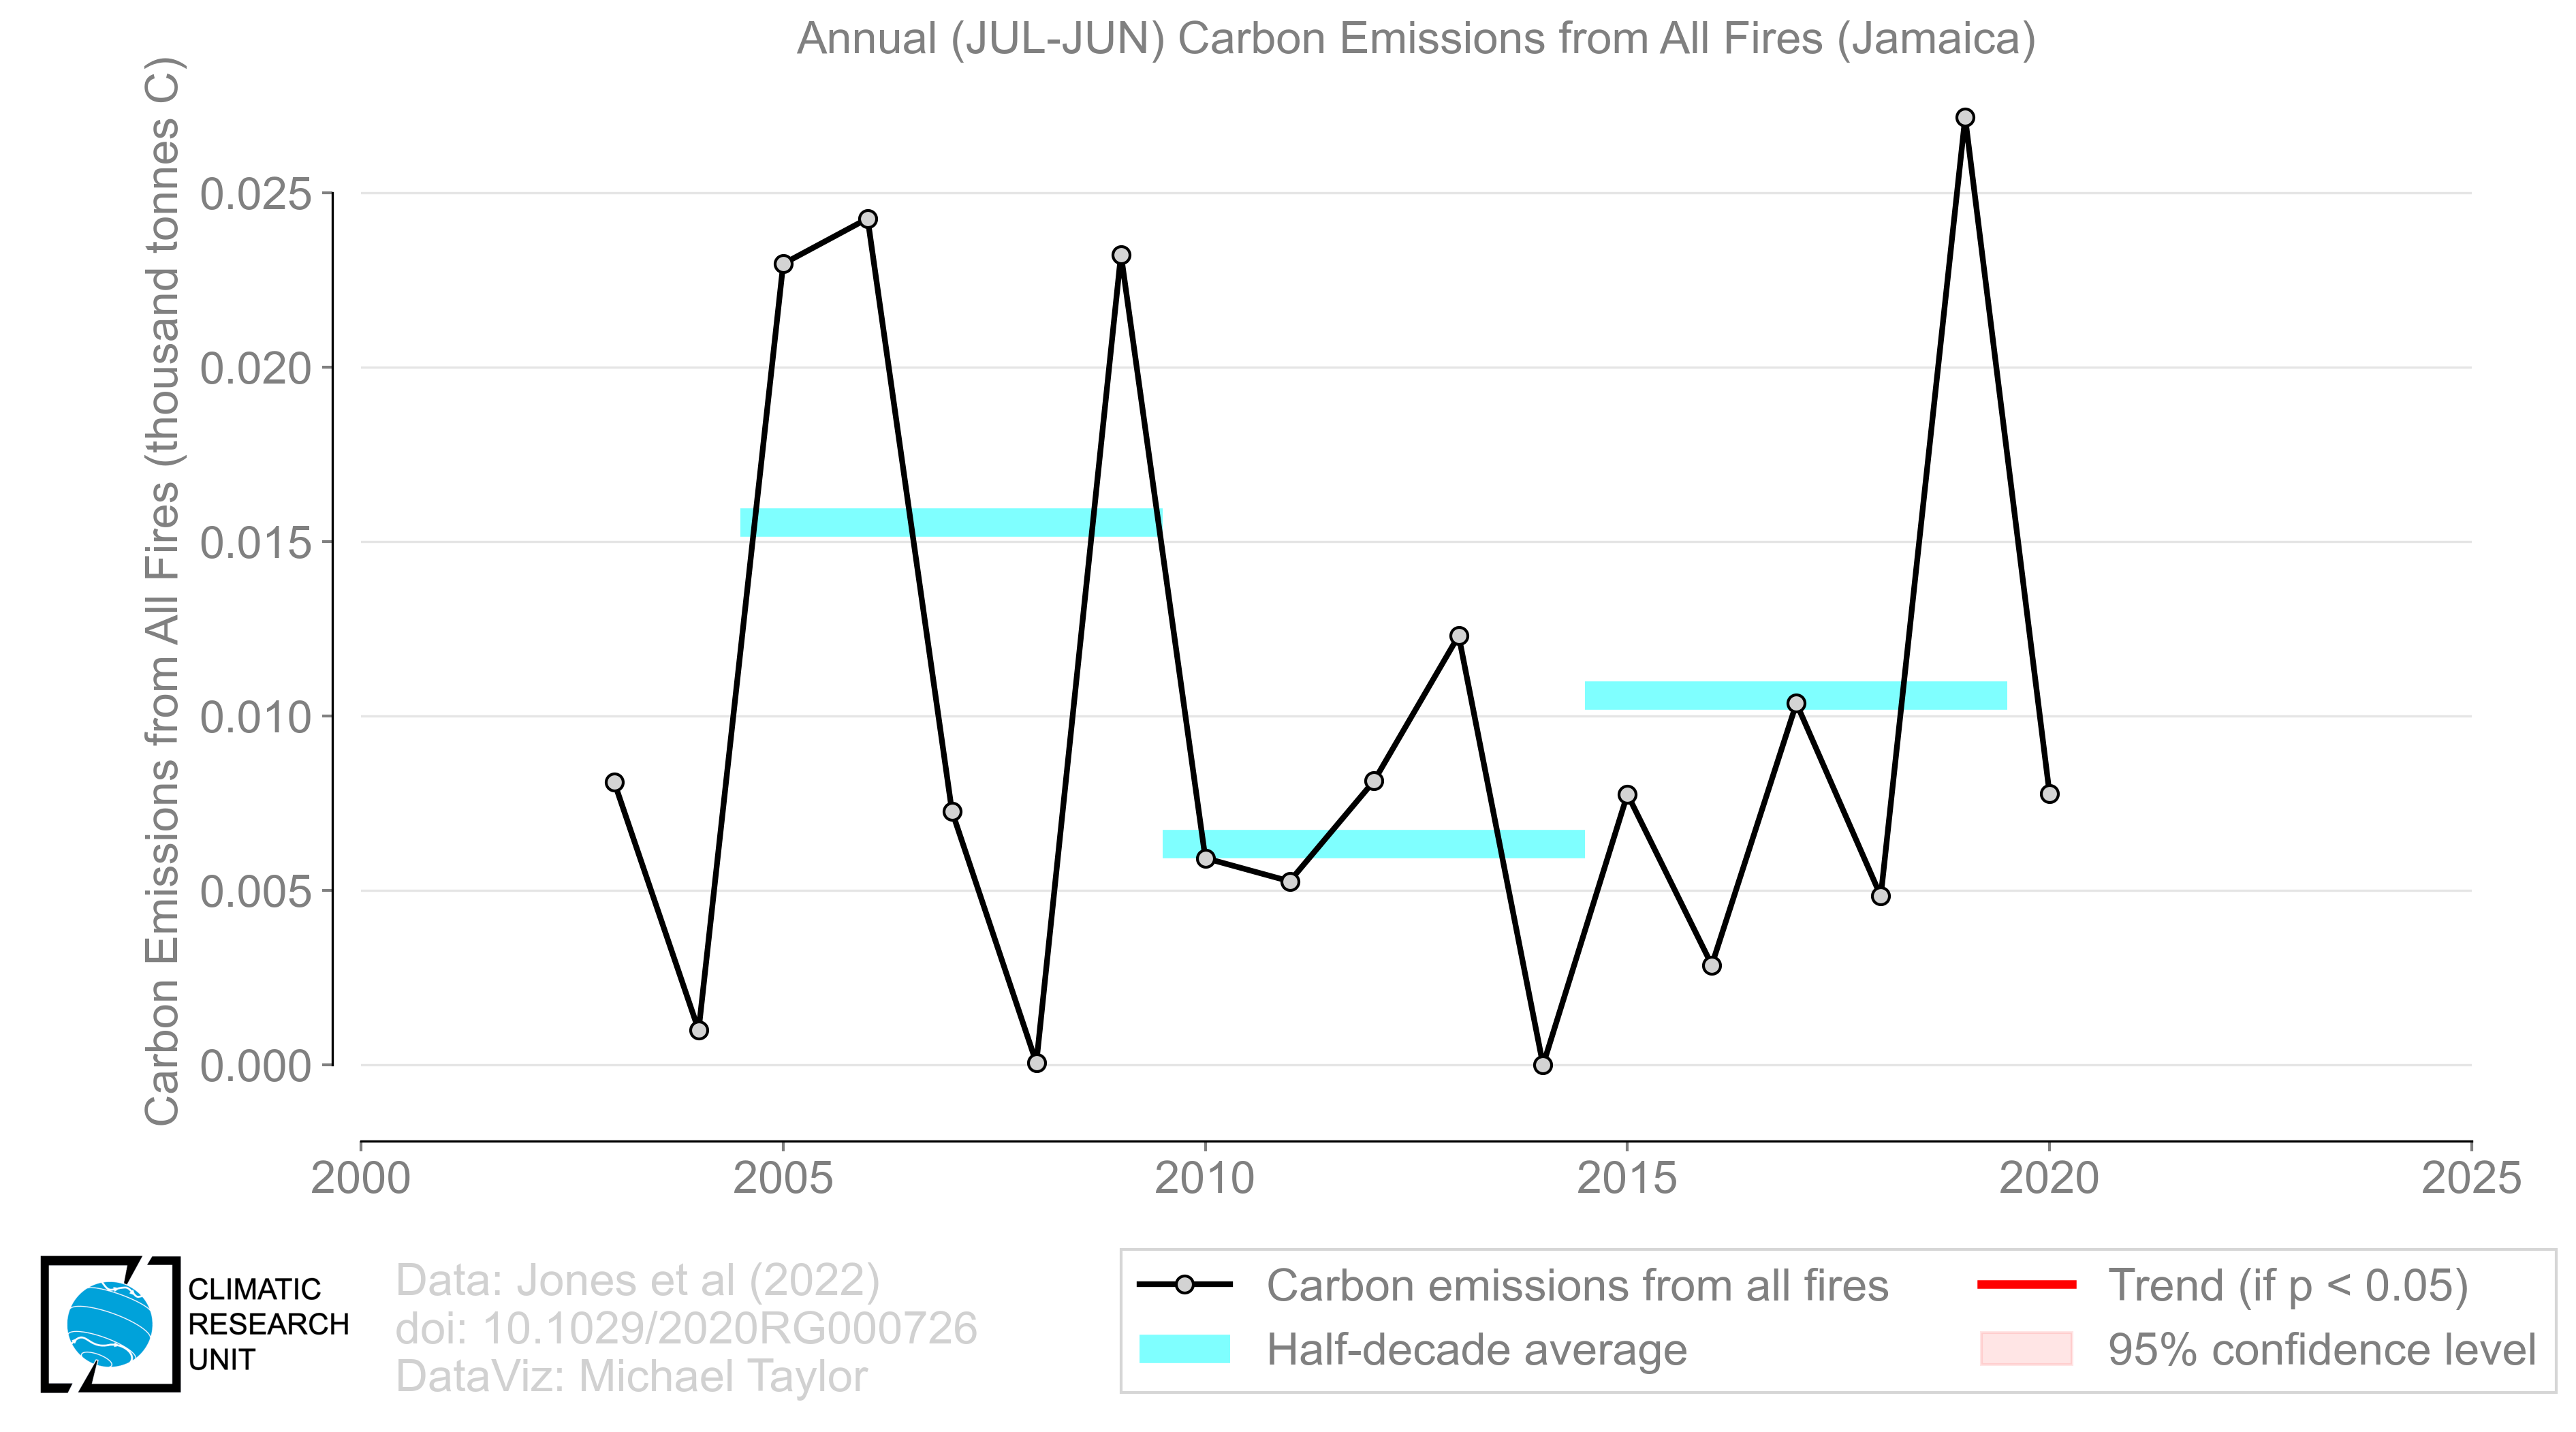 Annual (JUL-JUN) Carbon Emissions from All Fires (Jamaica)
Carbon Emissions from All Fires (thousand tonnes C)
0.025
0.020
0.015
0.010
0.005
0.000
2000 2005 2010 2015 2020 2025
CLIMATIC
RESEARCH
UNIT
Data: Jones et al (2022)
doi: 10.1029/2020RG000726
DataViz: Michael Taylor
Carbon emissions from all fires
Half-decade average
Trend (if p < 0.05)
95% confidence level